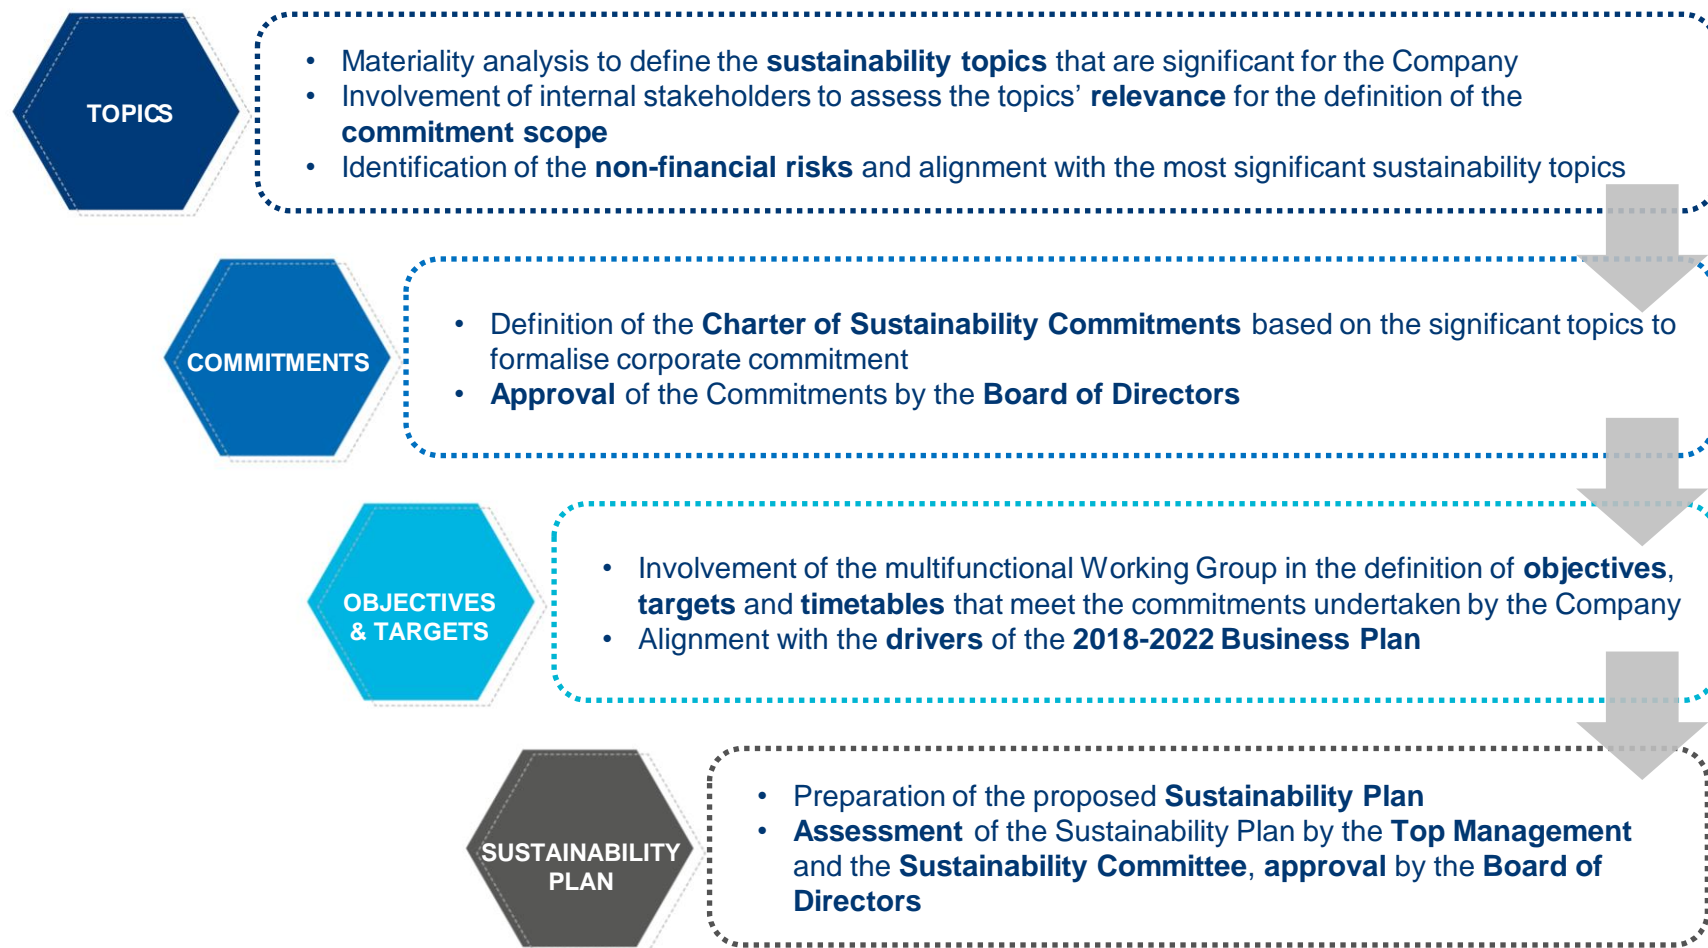 TOPICS
• Materiality analysis to define the sustainability topics that are significant for the Company
• Involvement of internal stakeholders to assess the topics’ relevance for the definition of the
commitment scope
• Identification of the non-financial risks and alignment with the most significant sustainability topics
COMMITMENTS
• Definition of the Charter of Sustainability Commitments based on the significant topics to
formalise corporate commitment
• Approval of the Commitments by the Board of Directors
OBJECTIVES
& TARGETS
• Involvement of the multifunctional Working Group in the definition of objectives,
targets and timetables that meet the commitments undertaken by the Company
• Alignment with the drivers of the 2018-2022 Business Plan
SUSTAINABILITY
PLAN
• Preparation of the proposed Sustainability Plan
• Assessment of the Sustainability Plan by the Top Management
and the Sustainability Committee, approval by the Board of
Directors